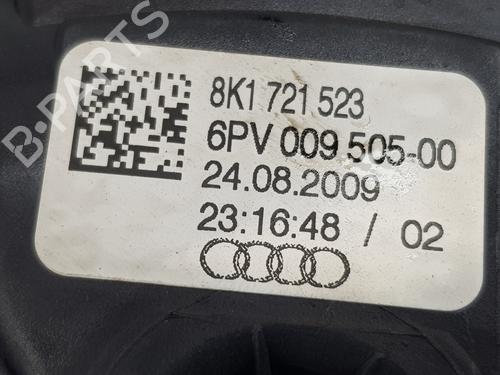 8K1 721 523
6PV 009 505-00
24.08.2009
23:16:48 / 02
B-PARTS